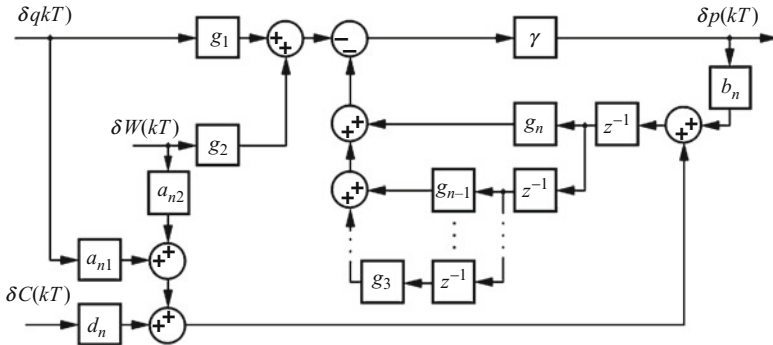 δqkT)
δp(kT)
g₁
+
+
−
−
γ
bₙ
δW(kT)
g₂
+
+
gₙ
z⁻¹
+
+
aₙ₂
+
+
gₙ₋₁
z⁻¹
aₙ₁
+
+
g₃
z⁻¹
δC(kT)
dₙ
+
+